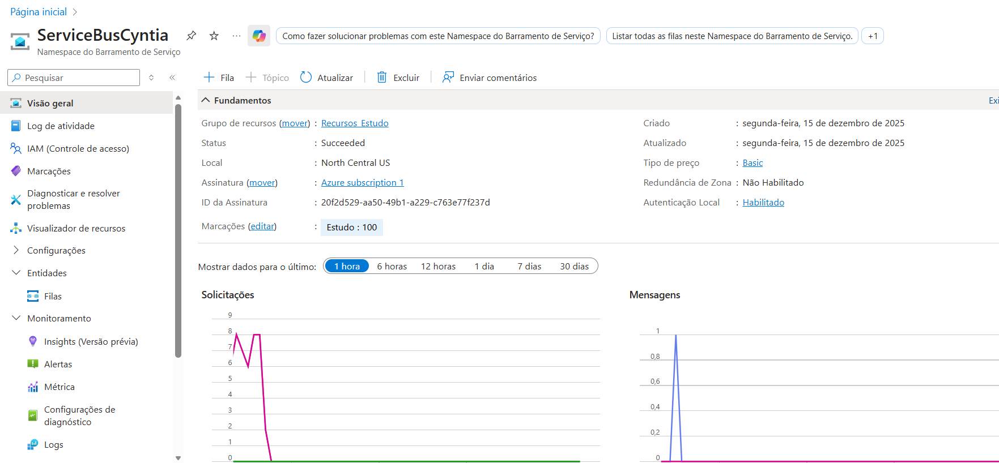 Página inicial
ServiceBusCyntia
Como fazer solucionar problemas com este Namespace do Barramento de Serviço?
Listar todas as filas neste Namespace do Barramento de Serviço.
+1
Namespace do Barramento de Serviço
Pesquisar
Fila
Tópico
Atualizar
Excluir
Enviar comentários
Visão geral
Log de atividade
IAM (Controle de acesso)
Marcações
Diagnosticar e resolver
problemas
Visualizador de recursos
Configurações
Entidades
Filas
Monitoramento
Insights (Versão prévia)
Alertas
Métrica
Configurações de
diagnóstico
Logs
Fundamentos
Exi
Grupo de recursos (mover) : Recursos_Estudo
Status : Succeeded
Local : North Central US
Assinatura (mover) : Azure subscription 1
ID da Assinatura : 20f2d529-aa50-49b1-a229-c763e77f237d
Marcações (editar) : Estudo : 100
Criado : segunda-feira, 15 de dezembro de 2025
Atualizado : segunda-feira, 15 de dezembro de 2025
Tipo de preço : Basic
Redundância de Zona : Não Habilitado
Autenticação Local : Habilitado
Mostrar dados para o último: 1 hora 6 horas 12 horas 1 dia 7 dias 30 dias
Solicitações
9
8
7
6
5
4
3
2
1
0
Mensagens
1
0,8
0,6
0,4
0,2
0